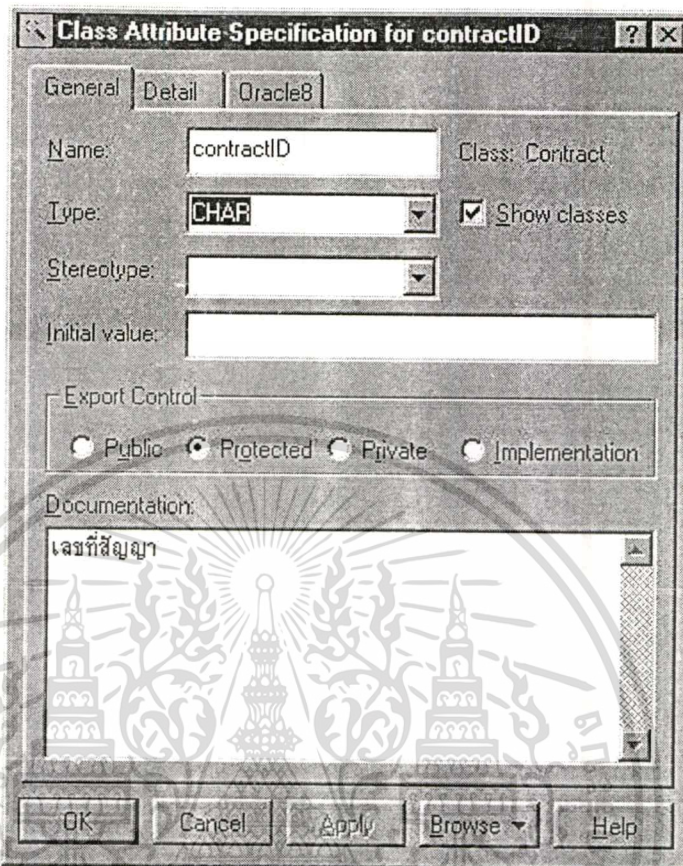 Class Attribute Specification for contractID
General Detail Oracle8
Name: contractID Class: Contract
Type: CHAR Show classes
Stereotype:
Initial value:
Export Control
Public Protected Private Implementation
Documentation:
เลขที่สัญญา
OK Cancel Apply Browse Help